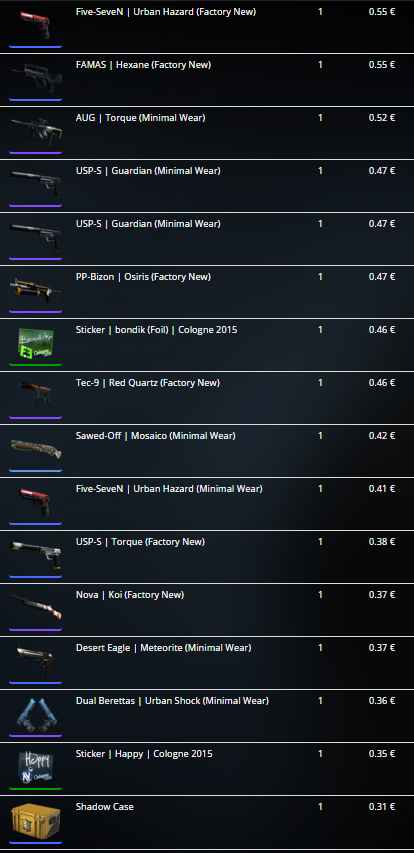 Five-SeveN | Urban Hazard (Factory New) 1 0.55 €
FAMAS | Hexane (Factory New) 1 0.55 €
AUG | Torque (Minimal Wear) 1 0.52 €
USP-S | Guardian (Minimal Wear) 1 0.47 €
USP-S | Guardian (Minimal Wear) 1 0.47 €
PP-Bizon | Osiris (Factory New) 1 0.47 €
Sticker | bondik (Foil) | Cologne 2015 1 0.46 €
Tec-9 | Red Quartz (Factory New) 1 0.46 €
Sawed-Off | Mosaico (Minimal Wear) 1 0.42 €
Five-SeveN | Urban Hazard (Minimal Wear) 1 0.41 €
USP-S | Torque (Factory New) 1 0.38 €
Nova | Koi (Factory New) 1 0.37 €
Desert Eagle | Meteorite (Minimal Wear) 1 0.37 €
Dual Berettas | Urban Shock (Minimal Wear) 1 0.36 €
Sticker | Happy | Cologne 2015 1 0.35 €
Shadow Case 1 0.31 €